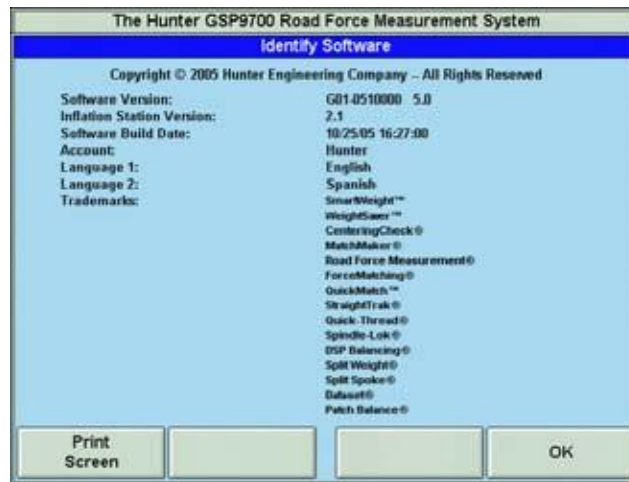 The Hunter GSP9700 Road Force Measurement System
Identify Software
Copyright © 2005 Hunter Engineering Company – All Rights Reserved
Software Version: G01-0510000 5.0
Inflation Station Version: 2.1
Software Build Date: 10/25/05 16:27:00
Account: Hunter
Language 1: English
Language 2: Spanish
Trademarks: SmartWeight™
WeightSaver™
CenteringCheck®
MatchMaker®
Road Force Measurement®
ForceMatching®
QuickMatch™
StraightTrak®
Quick-Thread®
Spindle-Lok®
DSP Balancing®
Split Weight®
Split Spoke®
Dataset®
Patch Balance®
Print Screen
OK